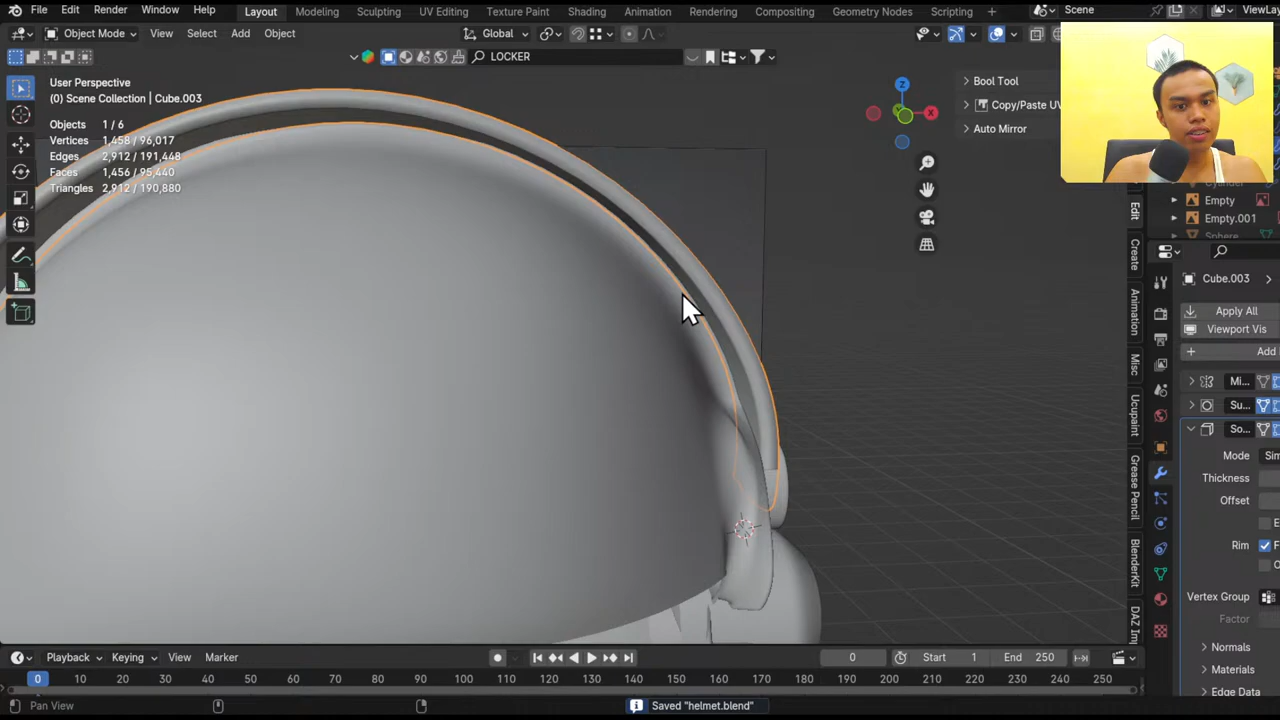 File Edit Render Window Help Layout Modeling Sculpting UV Editing Texture Paint Shading Animation Rendering Compositing Geometry Nodes Scripting + Scene ViewLay
Object Mode View Select Add Object Global
LOCKER
User Perspective
(0) Scene Collection | Cube.003
Objects 1 / 6
Vertices 1,458 / 96,017
Edges 2,912 / 191,448
Faces 1,456 / 95,440
Triangles 2,912 / 190,880
Z
X
Bool Tool
Copy/Paste UV
Auto Mirror
Edit
Create
Animation
Misc
Ucupaint
Grease Pencil
BlenderKit
DAZ Im
Empty
Empty.001
Sphere
Cube.003
Apply All
Viewport Vis
Add
Mi...
Su...
So...
Mode Sim
Thickness
Offset
Rim
Vertex Group
Factor
Normals
Materials
Edge Data
Playback Keying View Marker 0 Start 1 End 250
0 10 20 30 40 50 60 70 80 90 100 110 120 130 140 150 160 170 180 190 200 210 220 230 240 250
Pan View Saved "helmet.blend"